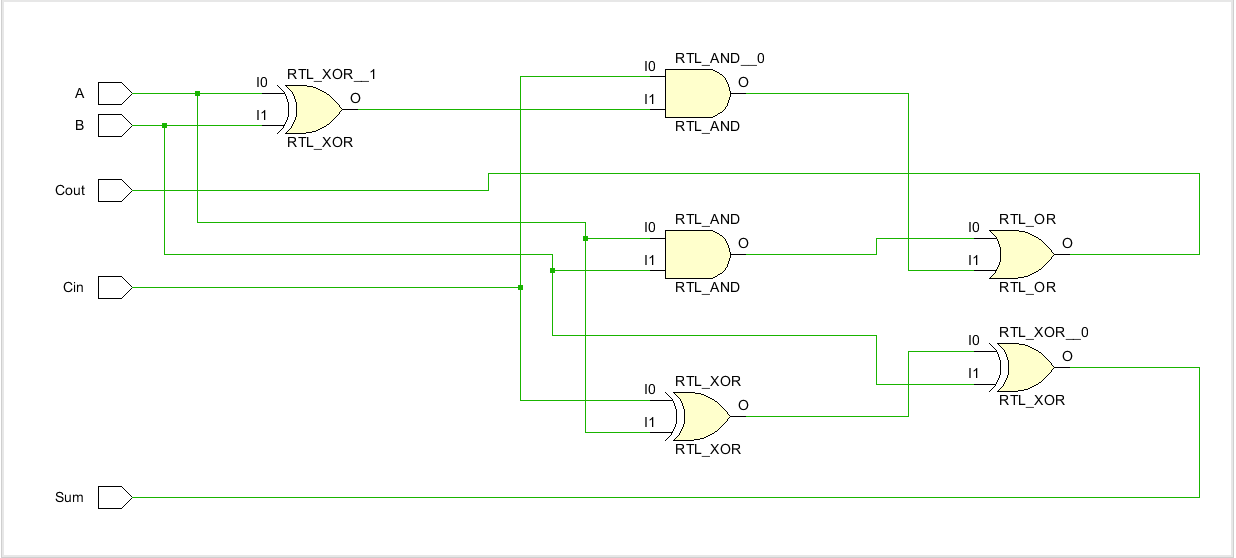 RTL_AND__0
I0
O
I1
RTL_AND
RTL_XOR__1
A
I0
O
B
I1
RTL_XOR
Cout
RTL_AND
I0
O
I1
RTL_AND
RTL_OR
I0
O
I1
RTL_OR
Cin
RTL_XOR__0
I0
O
I1
RTL_XOR
RTL_XOR
I0
O
I1
RTL_XOR
Sum